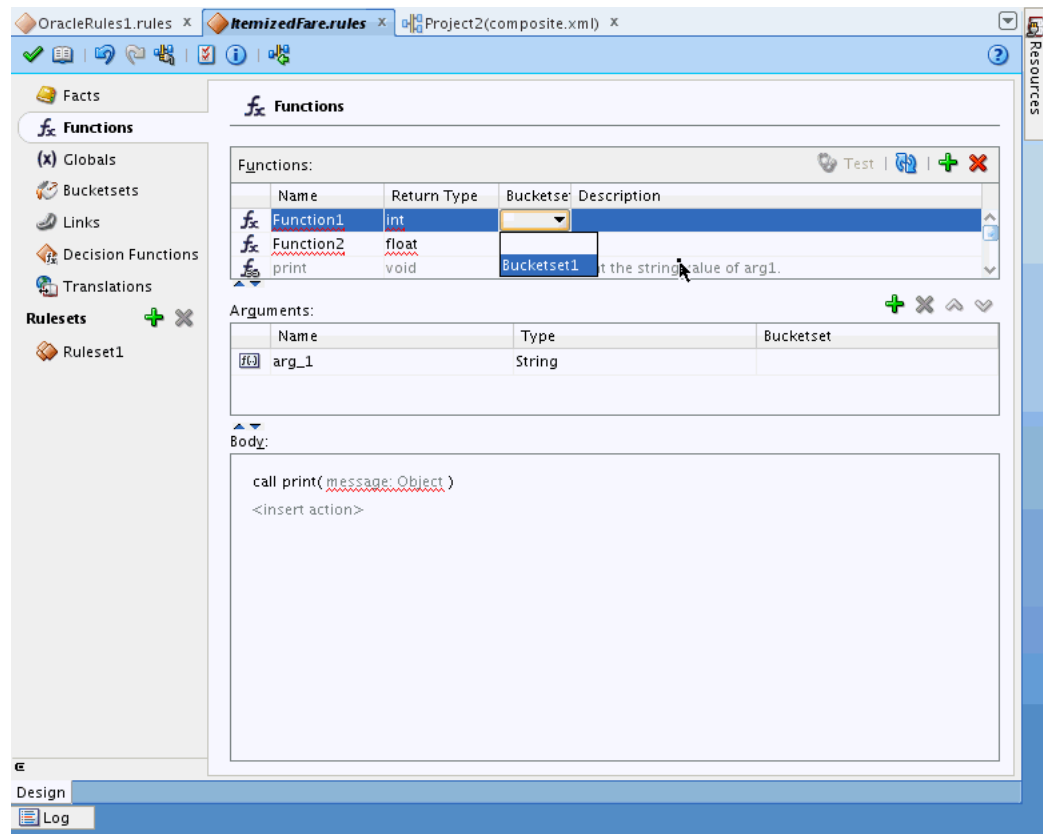 OracleRules1.rules x ItemizedFare.rules x Project2(composite.xml) x
Resources
Facts
Functions
Globals
Bucketsets
Links
Decision Functions
Translations
Rulesets
Ruleset1
fx Functions
Functions: Test
Name Return Type Bucketse Description
Function1 int
Function2 float
Bucketset1
print void t the string value of arg1.
Arguments:
Name Type Bucketset
arg_1 String
Body:
call print( message: Object )
<insert action>
Design
Log